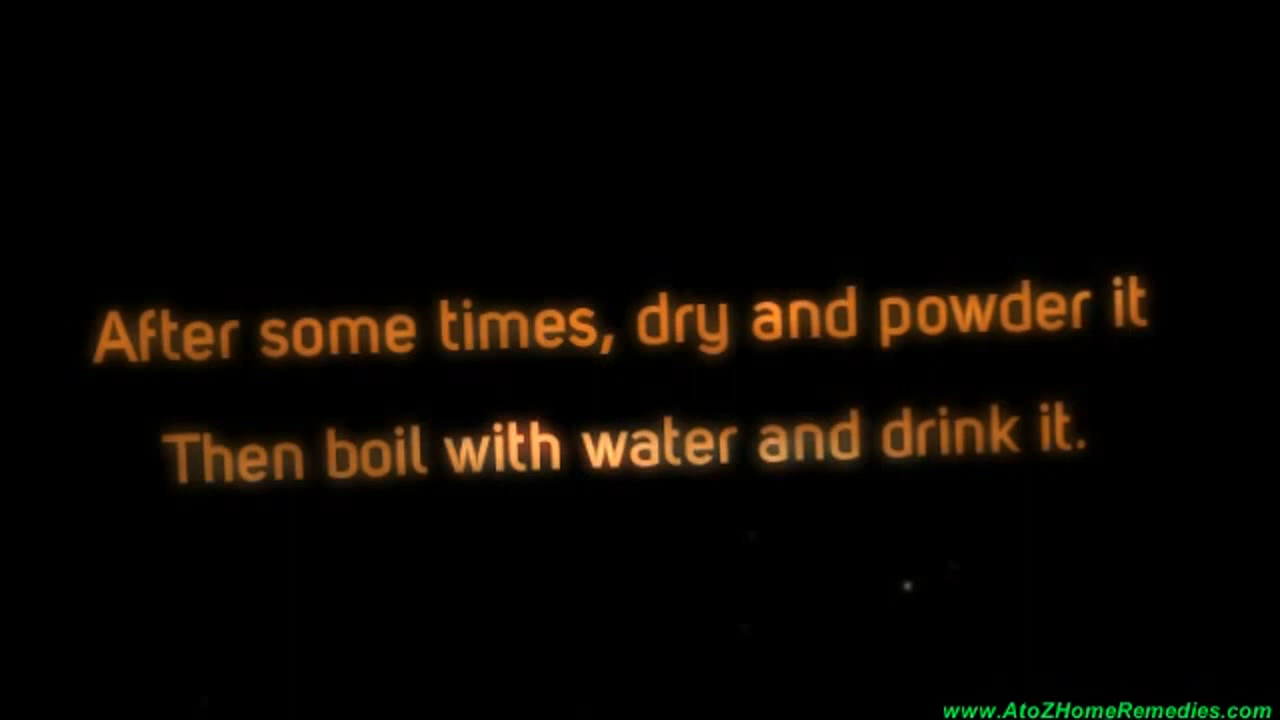 After some times, dry and powder it
Then boil with water and drink it.
www.AtoZHomeRemedies.com